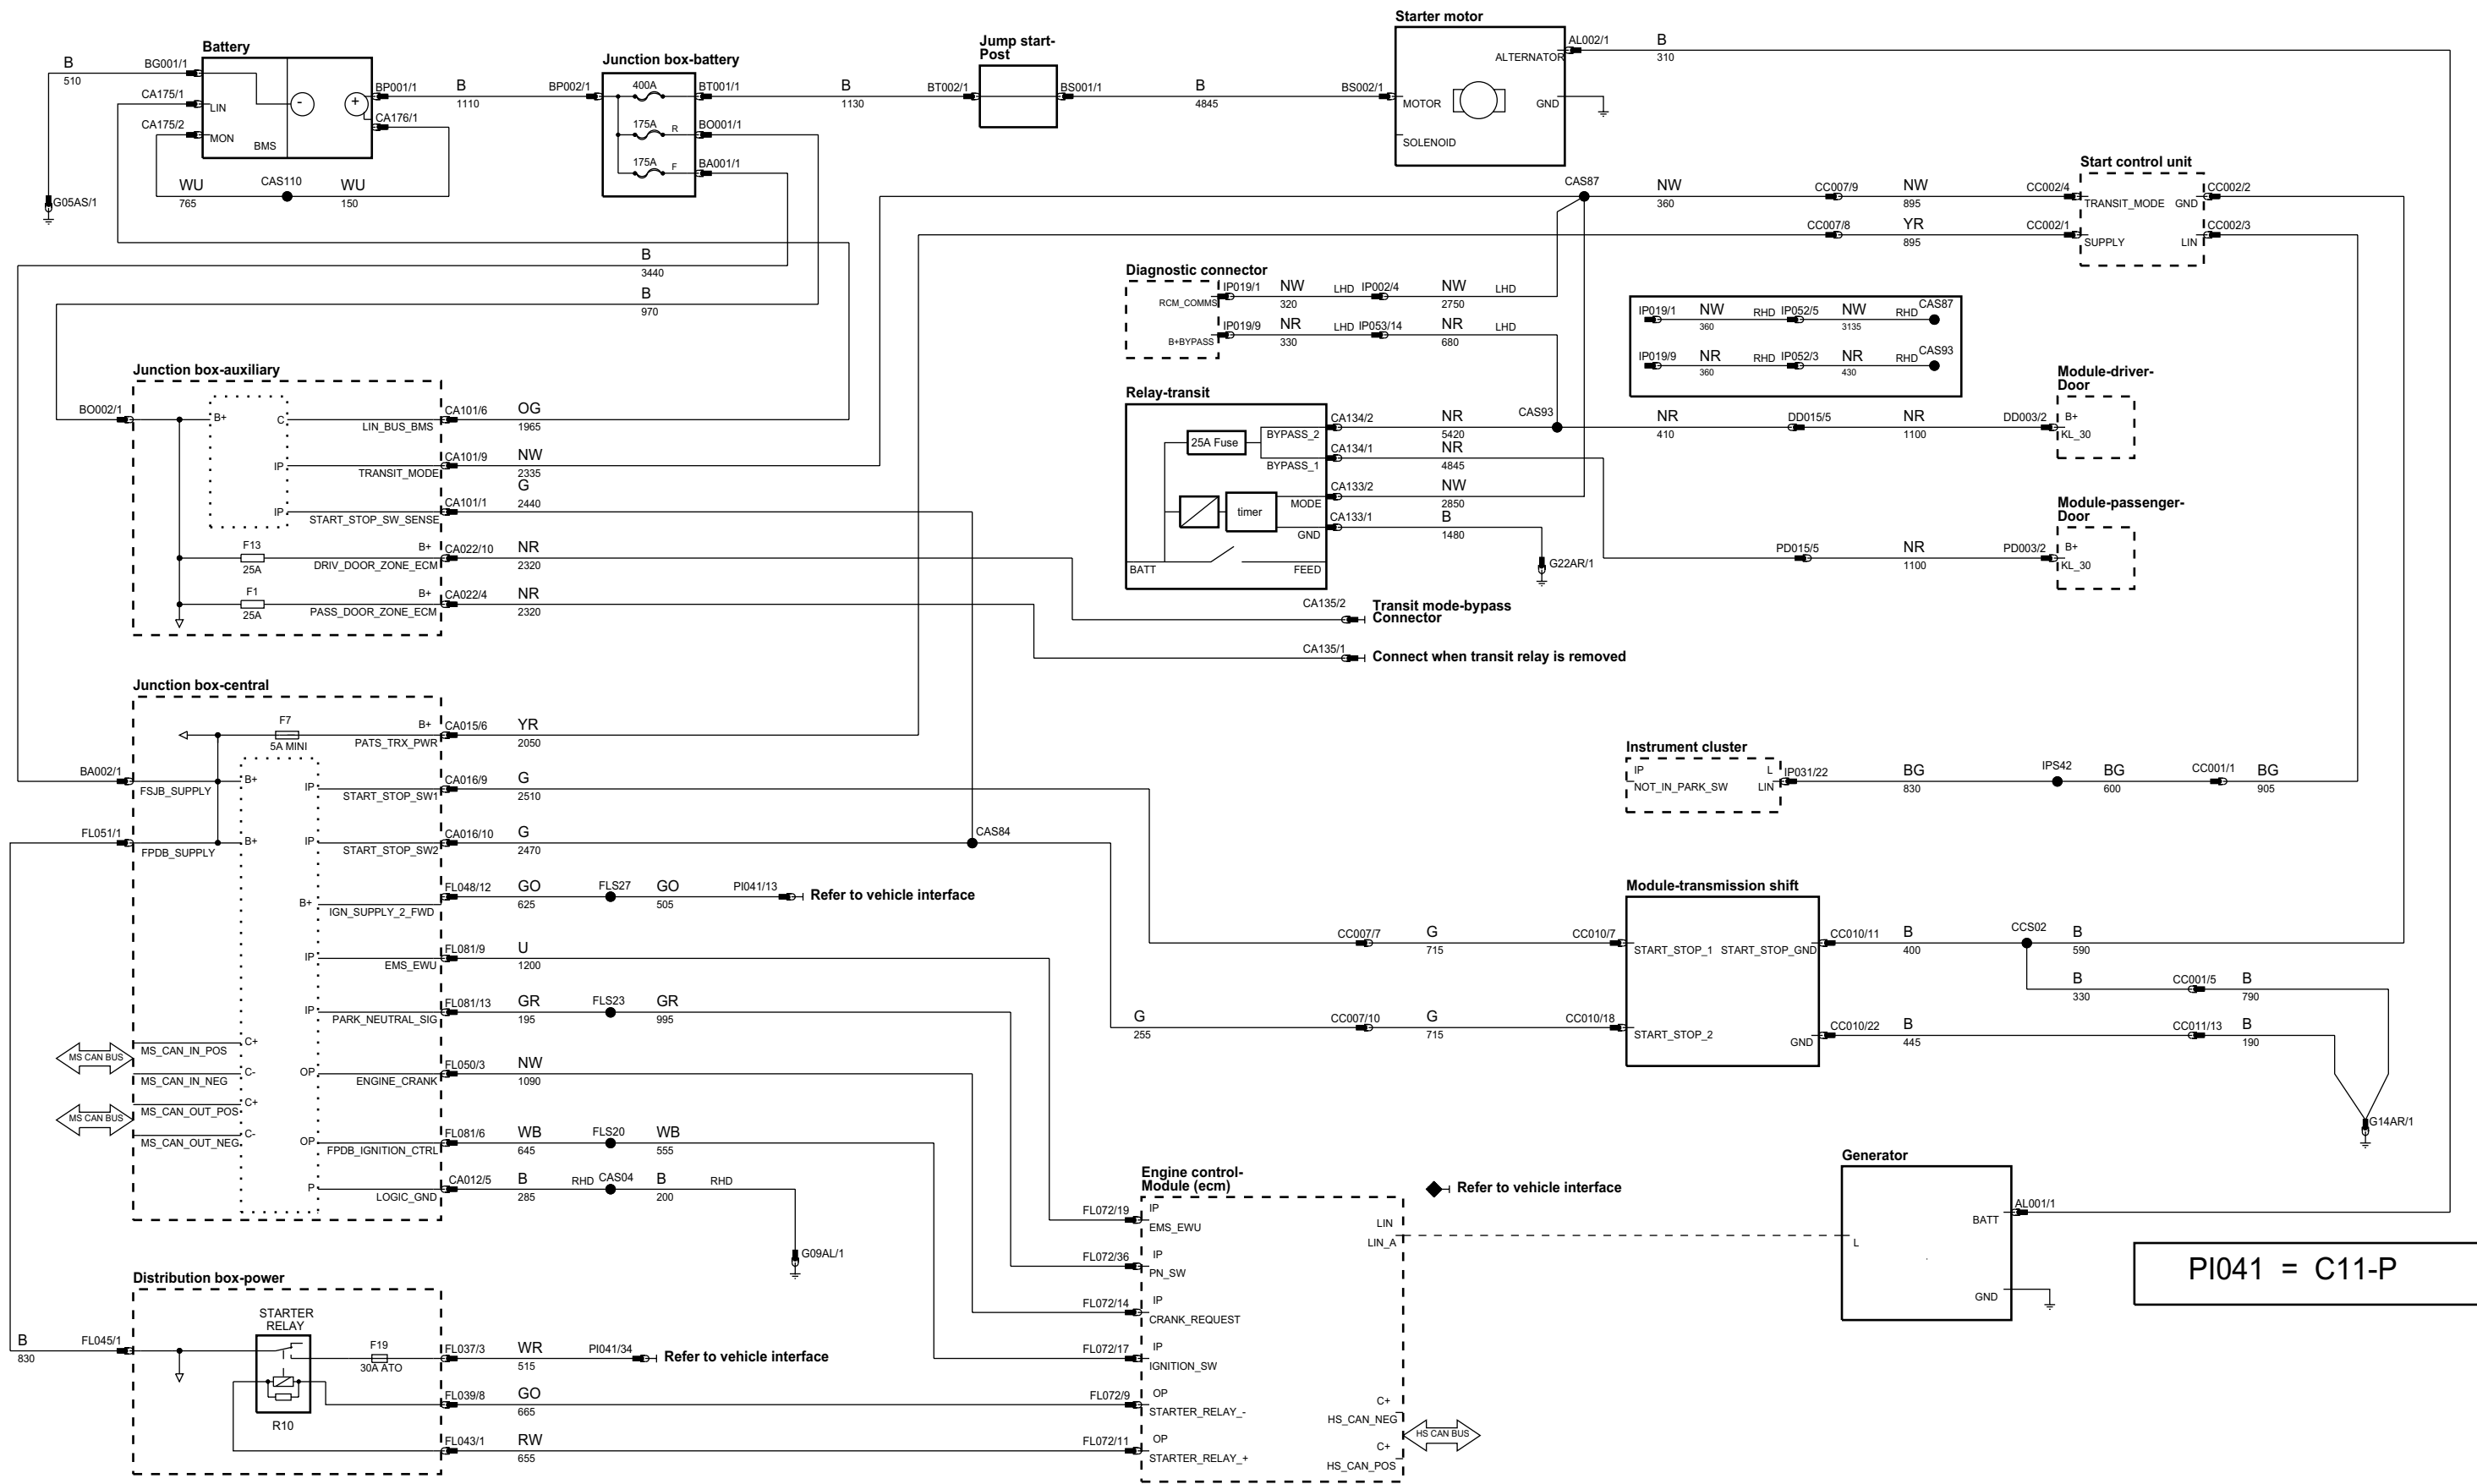 Starter motor
AL002/1
B
310
ALTERNATOR
MOTOR
GND
SOLENOID
Battery
B
510
BG001/1
CA175/1
LIN
CA175/2
MON
BMS
-
+
BP001/1
B
1110
CA176/1
WU
765
CAS110
WU
150
G05AS/1
Junction box-battery
BP002/1
400A
BT001/1
175A
R
BO001/1
175A
F
BA001/1
B
1130
BT002/1
Jump start-
Post
BS001/1
B
4845
BS002/1
B
3440
B
970
CAS87
NW
360
CC007/9
NW
895
CC002/4
CC007/8
YR
895
CC002/1
Start control unit
TRANSIT_MODE
GND
SUPPLY
LIN
CC002/2
CC002/3
Diagnostic connector
RCM_COMMS
IP019/1
NW
320
LHD
IP002/4
NW
2750
LHD
B+BYPASS
IP019/9
NR
330
LHD
IP053/14
NR
680
LHD
IP019/1
NW
360
RHD
IP052/5
NW
3135
RHD
CAS87
IP019/9
NR
360
RHD
IP052/3
NR
430
RHD
CAS93
Junction box-auxiliary
BO002/1
B+
C
LIN_BUS_BMS
CA101/6
OG
1965
IP
TRANSIT_MODE
CA101/9
NW
2335
IP
START_STOP_SW_SENSE
CA101/1
G
2440
F13
25A
B+
DRIV_DOOR_ZONE_ECM
CA022/10
NR
2320
F1
25A
B+
PASS_DOOR_ZONE_ECM
CA022/4
NR
2320
Relay-transit
25A Fuse
BYPASS_2
BYPASS_1
timer
MODE
GND
BATT
FEED
CA134/2
NR
5420
CAS93
CA134/1
NR
4845
CA133/2
NW
2850
CA133/1
B
1480
G22AR/1
NR
410
DD015/5
NR
1100
DD003/2
Module-driver-
Door
B+
KL_30
PD015/5
NR
1100
PD003/2
Module-passenger-
Door
B+
KL_30
CA135/2
Transit mode-bypass
Connector
CA135/1
Connect when transit relay is removed
Junction box-central
F7
5A MINI
B+
PATS_TRX_PWR
CA015/6
YR
2050
BA002/1
FSJB_SUPPLY
B+
IP
START_STOP_SW1
CA016/9
G
2510
FL051/1
FPDB_SUPPLY
B+
IP
START_STOP_SW2
CA016/10
G
2470
CAS84
B+
IGN_SUPPLY_2_FWD
FL048/12
GO
625
FLS27
GO
505
PI041/13
Refer to vehicle interface
IP
EMS_EWU
FL081/9
U
1200
IP
PARK_NEUTRAL_SIG
FL081/13
GR
195
FLS23
GR
995
MS CAN BUS
MS_CAN_IN_POS
C+
MS_CAN_IN_NEG
C-
OP
ENGINE_CRANK
FL050/3
NW
1090
MS CAN BUS
MS_CAN_OUT_POS
C+
MS_CAN_OUT_NEG
C-
OP
FPDB_IGNITION_CTRL
FL081/6
WB
645
FLS20
WB
555
P
LOGIC_GND
CA012/5
B
285
RHD
CAS04
B
200
RHD
G09AL/1
Instrument cluster
IP
NOT_IN_PARK_SW
L
LIN
IP031/22
BG
830
IPS42
BG
600
CC001/1
BG
905
Module-transmission shift
CC007/7
G
715
CC010/7
START_STOP_1
START_STOP_GND
CC010/11
B
400
CCS02
B
590
B
330
CC001/5
B
790
G
255
CC007/10
G
715
CC010/18
START_STOP_2
GND
CC010/22
B
445
CC011/13
B
190
G14AR/1
Distribution box-power
STARTER
RELAY
B
830
FL045/1
F19
30A ATO
R10
FL037/3
WR
515
PI041/34
Refer to vehicle interface
FL039/8
GO
665
FL043/1
RW
655
Engine control-
Module (ecm)
FL072/19
IP
EMS_EWU
FL072/36
IP
PN_SW
FL072/14
IP
CRANK_REQUEST
FL072/17
IP
IGNITION_SW
FL072/9
OP
STARTER_RELAY_-
FL072/11
OP
STARTER_RELAY_+
LIN
LIN_A
C+
HS_CAN_NEG
C+
HS_CAN_POS
HS CAN BUS
Refer to vehicle interface
Generator
L
BATT
GND
AL001/1
PI041 = C11-P